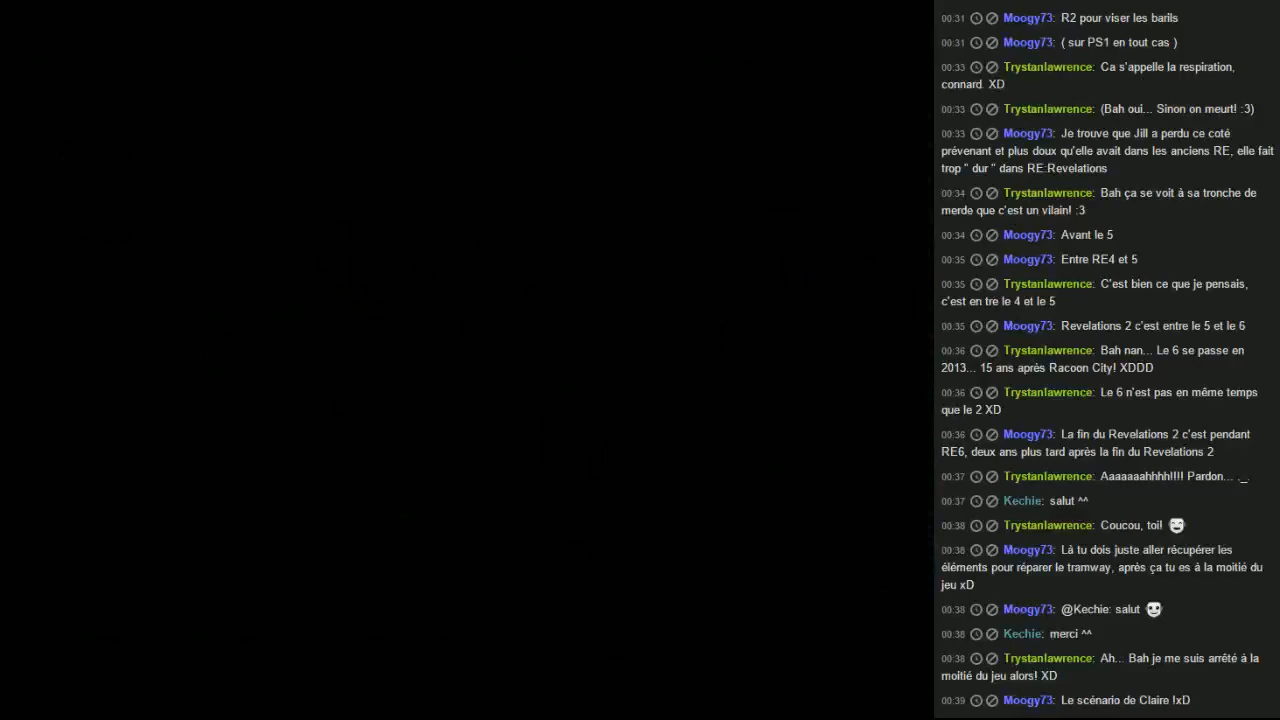 00:31 Moogy73: R2 pour viser les barils
00:31 Moogy73: ( sur PS1 en tout cas )
00:33 Trystanlawrence: Ca s'appelle la respiration,
connard. XD
00:33 Trystanlawrence: (Bah oui... Sinon on meurt! :3)
00:33 Moogy73: Je trouve que Jill a perdu ce coté
prévenant et plus doux qu'elle avait dans les anciens RE, elle fait
trop " dur " dans RE:Revelations
00:34 Trystanlawrence: Bah ça se voit à sa tronche de
merde que c'est un vilain! :3
00:34 Moogy73: Avant le 5
00:35 Moogy73: Entre RE4 et 5
00:35 Trystanlawrence: C'est bien ce que je pensais,
c'est en tre le 4 et le 5
00:35 Moogy73: Revelations 2 c'est entre le 5 et le 6
00:36 Trystanlawrence: Bah nan... Le 6 se passe en
2013... 15 ans après Racoon City! XDDD
00:36 Trystanlawrence: Le 6 n'est pas en même temps
que le 2 XD
00:36 Moogy73: La fin du Revelations 2 c'est pendant
RE6, deux ans plus tard après la fin du Revelations 2
00:37 Trystanlawrence: Aaaaaaahhhh!!!! Pardon... ._.
00:37 Kechie: salut ^^
00:38 Trystanlawrence: Coucou, toi!
00:38 Moogy73: Là tu dois juste aller récupérer les
éléments pour réparer le tramway, après ça tu es à la moitié du
jeu xD
00:38 Moogy73: @Kechie: salut
00:38 Kechie: merci ^^
00:38 Trystanlawrence: Ah... Bah je me suis arrêté à la
moitié du jeu alors! XD
00:39 Moogy73: Le scénario de Claire !xD